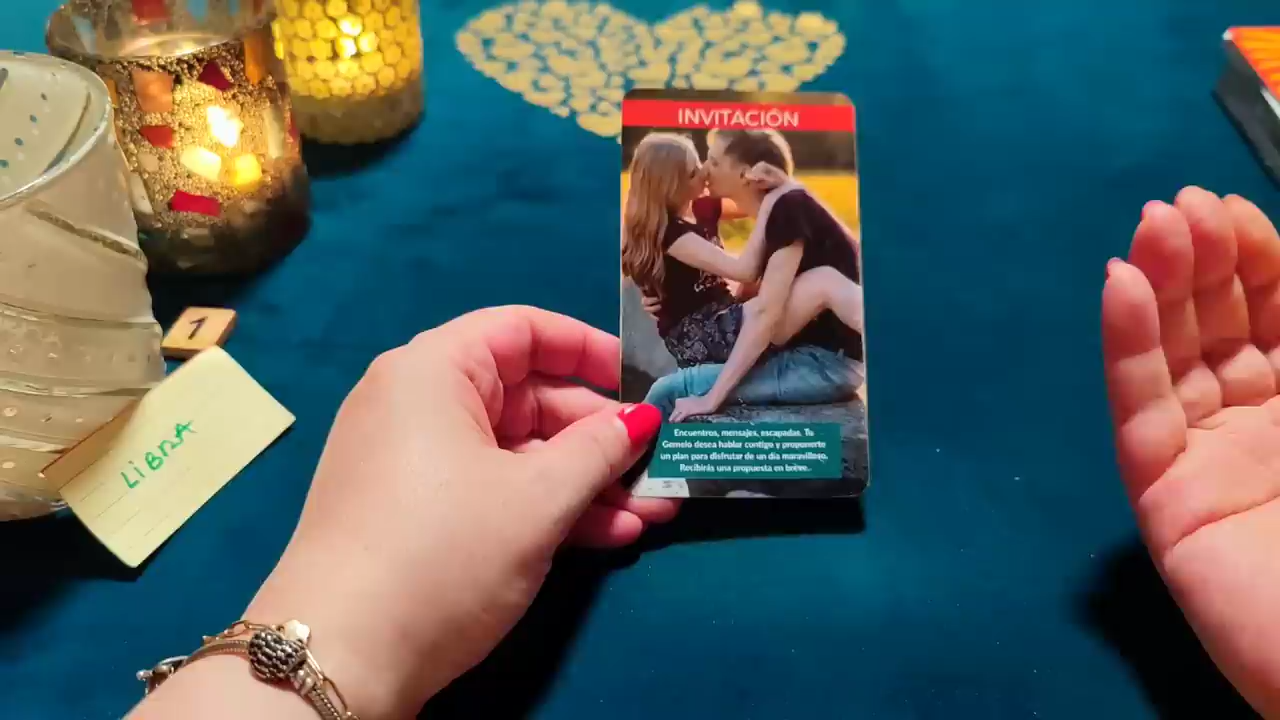 INVITACIÓN
Encuentros, mensajes, escapadas. Tu
Gemelo desea hablar contigo y proponerte
un plan para disfrutar de un día maravilloso.
Recibirás una propuesta en breve.
1
LIBRA